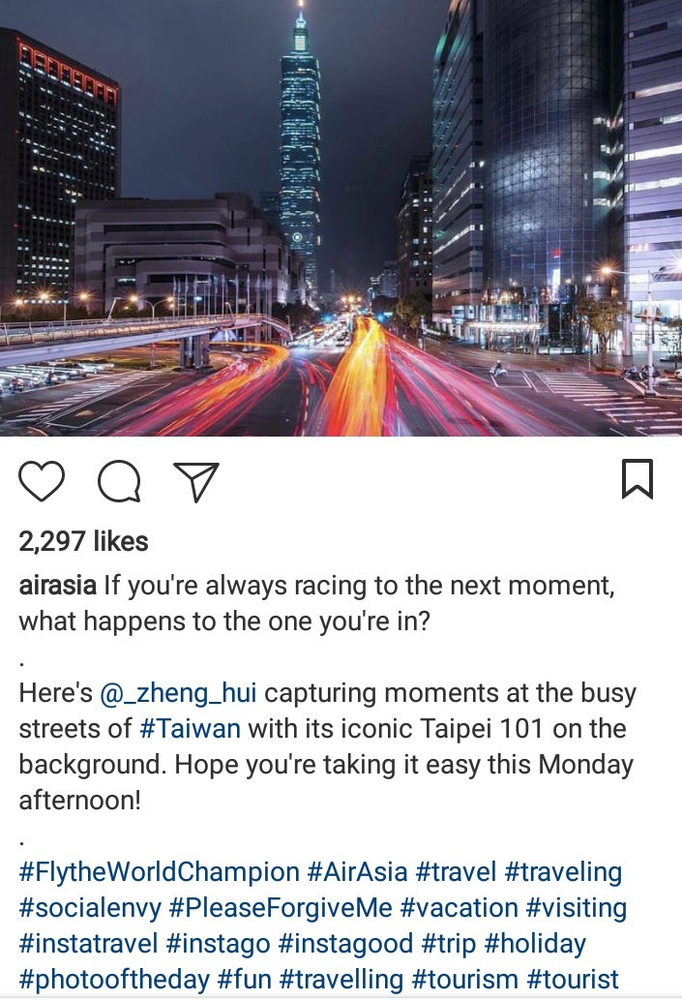 2,297 likes
airasia If you're always racing to the next moment,
what happens to the one you're in?
.
Here's @_zheng_hui capturing moments at the busy
streets of #Taiwan with its iconic Taipei 101 on the
background. Hope you're taking it easy this Monday
afternoon!
.
#FlytheWorldChampion #AirAsia #travel #traveling
#socialenvy #PleaseForgiveMe #vacation #visiting
#instatravel #instago #instagood #trip #holiday
#photooftheday #fun #travelling #tourism #tourist